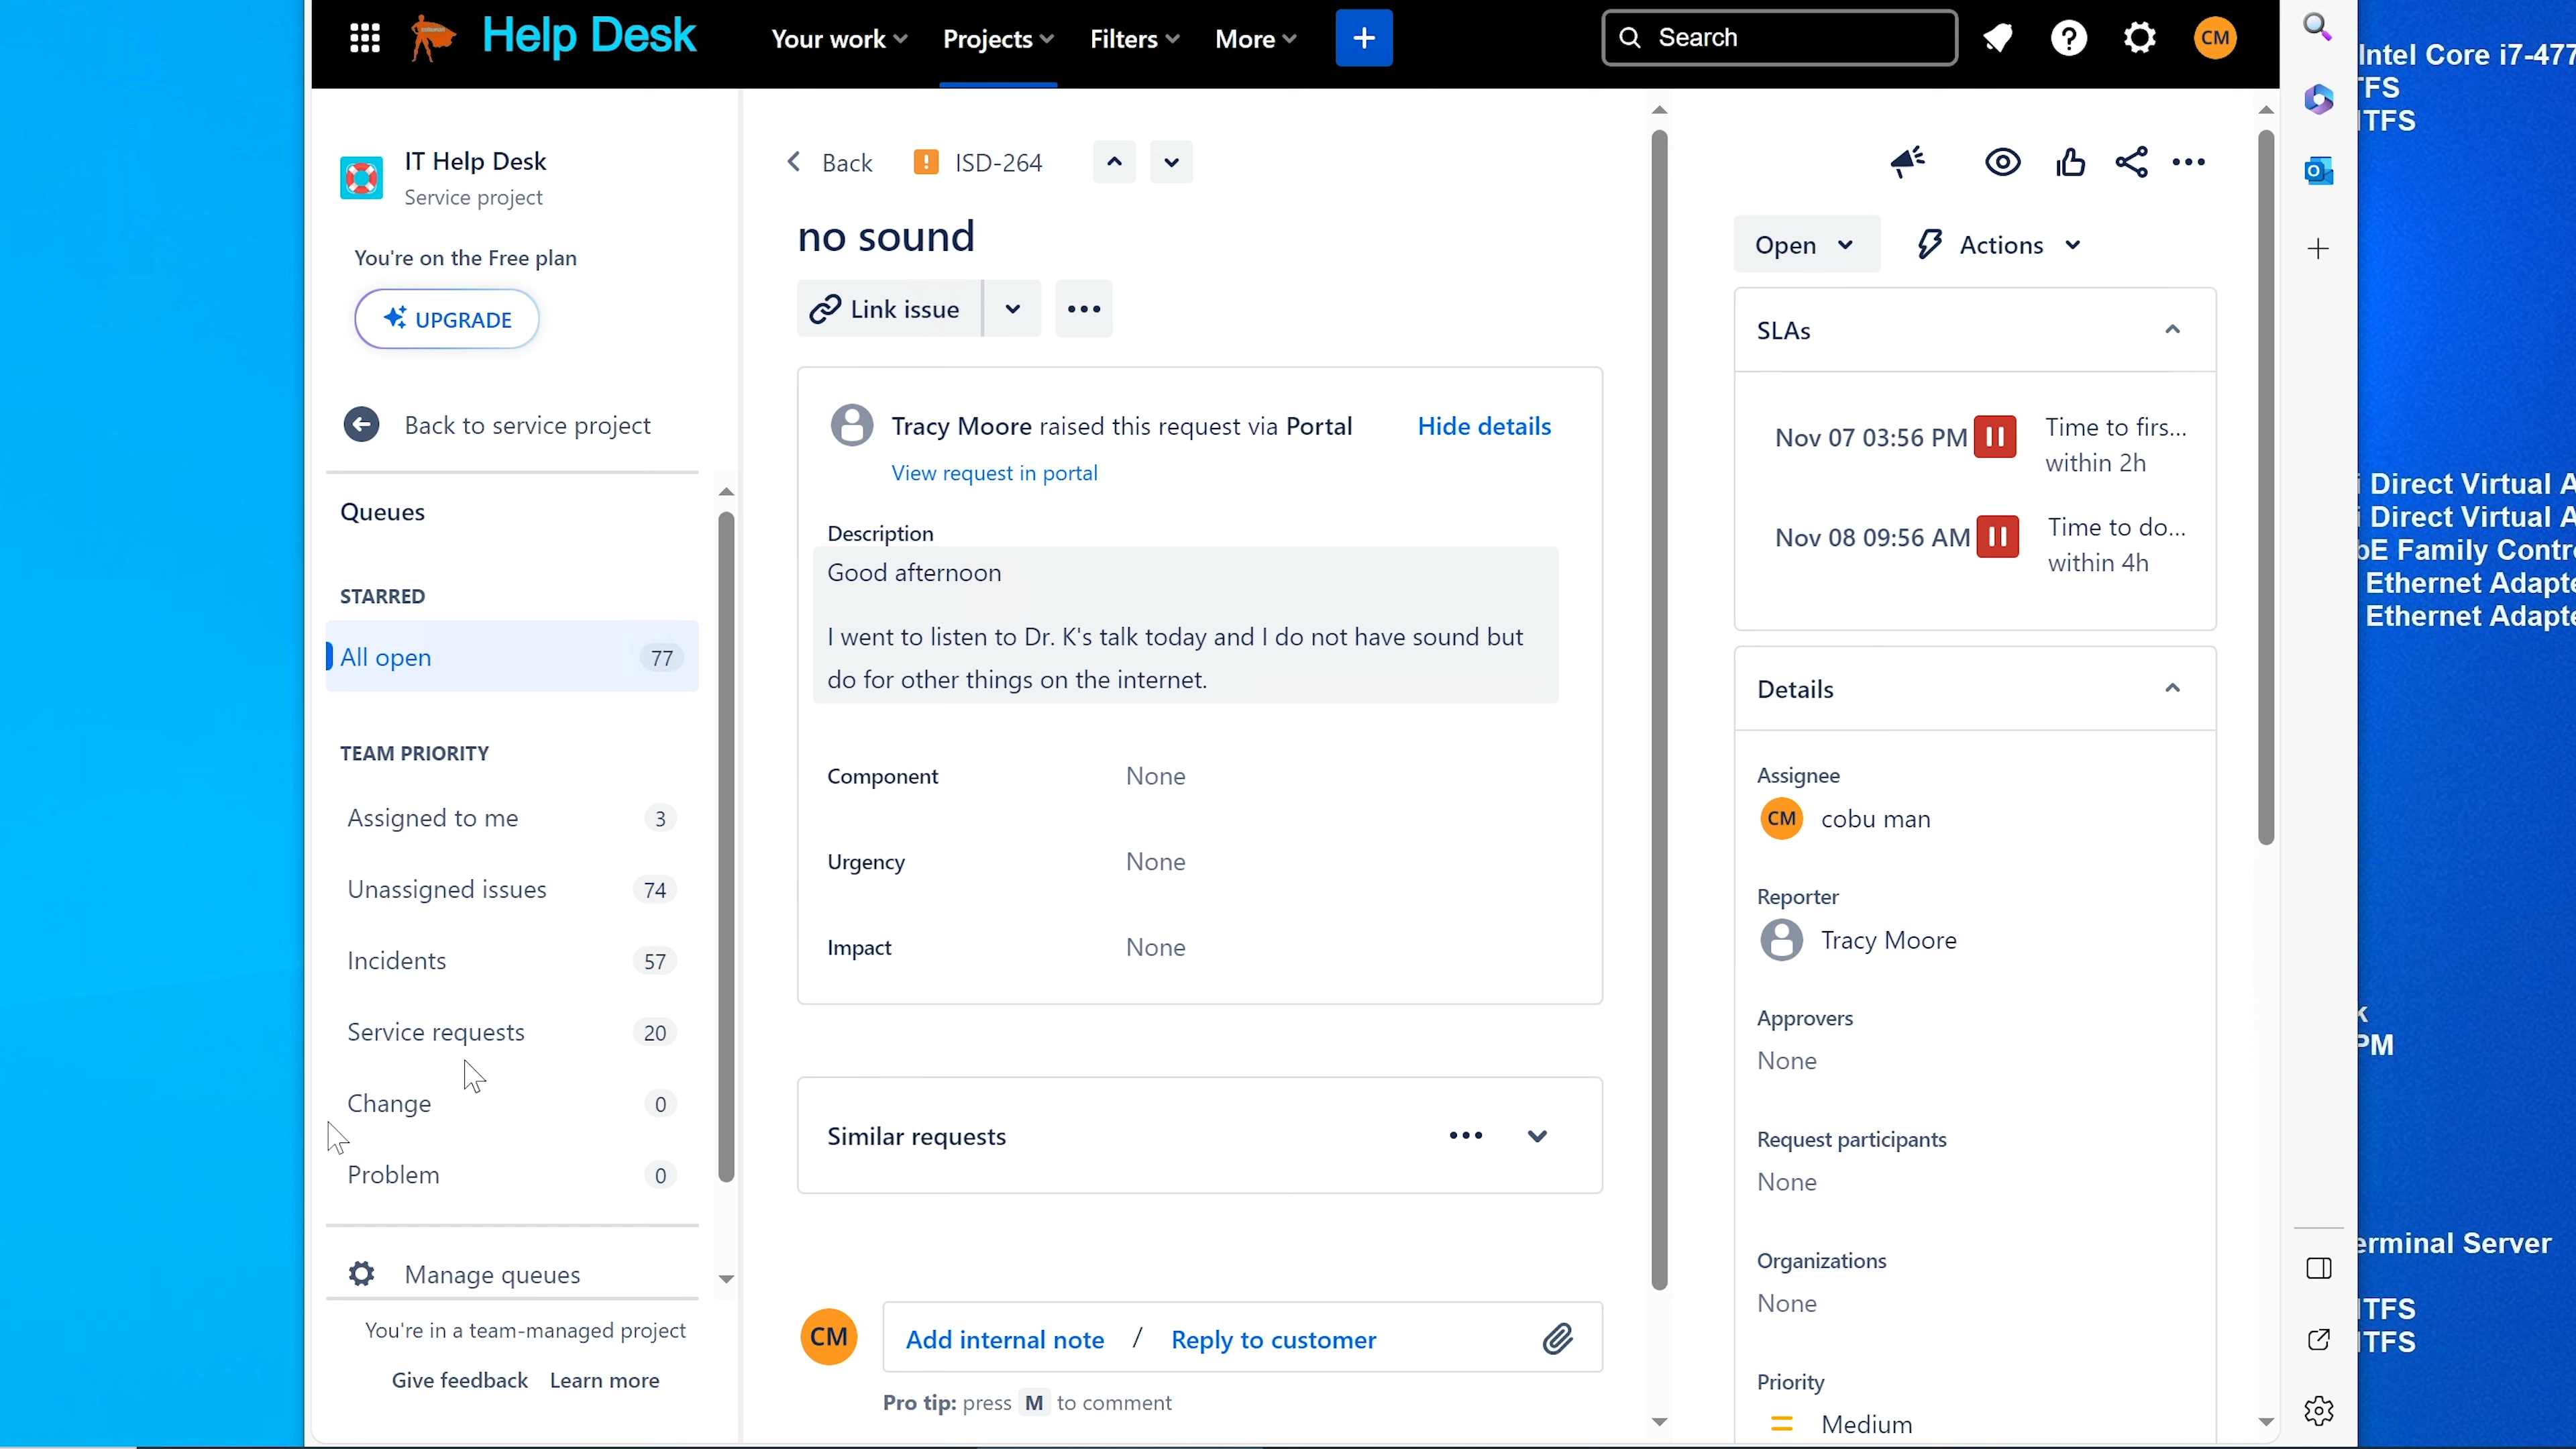 Help Desk
Your work
Projects
Filters
More
Search
CM
IT Help Desk
Service project
You're on the Free plan
UPGRADE
Back to service project
Queues
STARRED
All open 77
TEAM PRIORITY
Assigned to me 3
Unassigned issues 74
Incidents 57
Service requests 20
Change 0
Problem 0
Manage queues
You're in a team-managed project
Give feedback Learn more
Back ISD-264
no sound
Link issue
Tracy Moore raised this request via Portal Hide details
View request in portal
Description
Good afternoon
I went to listen to Dr. K's talk today and I do not have sound but
do for other things on the internet.
Component None
Urgency None
Impact None
Similar requests
CM Add internal note / Reply to customer
Pro tip: press M to comment
Open Actions
SLAs
Nov 07 03:56 PM Time to firs...
within 2h
Nov 08 09:56 AM Time to do...
within 4h
Details
Assignee
CM cobu man
Reporter
Tracy Moore
Approvers
None
Request participants
None
Organizations
None
Priority
Medium
Intel Core i7-477
TFS
Direct Virtual A
Direct Virtual A
Family Contr
Ethernet Adapte
Ethernet Adapte
PM
erminal Server